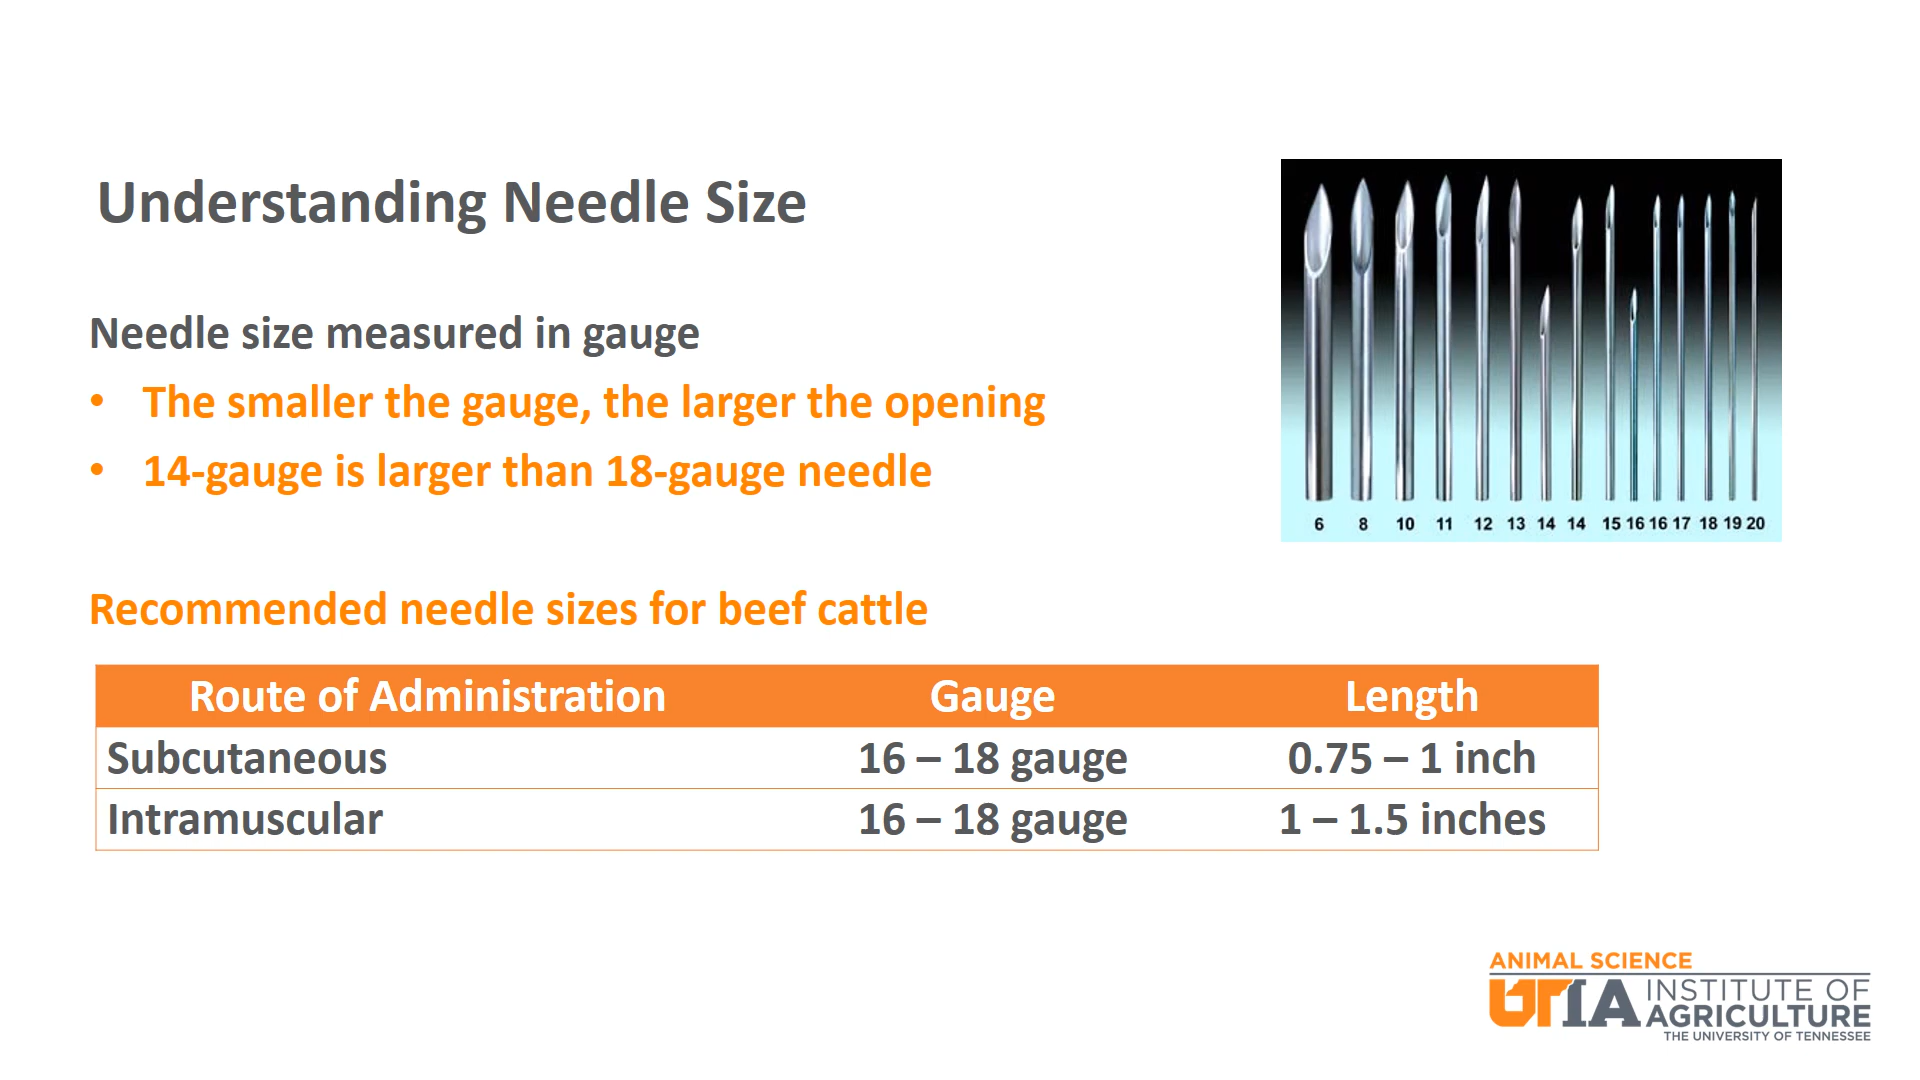 Understanding Needle Size
Needle size measured in gauge
• The smaller the gauge, the larger the opening
• 14-gauge is larger than 18-gauge needle
6 8 10 11 12 13 14 14 15 16 16 17 18 19 20
Recommended needle sizes for beef cattle
Route of Administration Gauge Length
Subcutaneous 16 – 18 gauge 0.75 – 1 inch
Intramuscular 16 – 18 gauge 1 – 1.5 inches
ANIMAL SCIENCE
UTIA INSTITUTE OF
AGRICULTURE
THE UNIVERSITY OF TENNESSEE